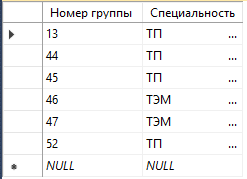 Номер группы Специальность
13 ТП ...
44 ТП ...
45 ТП ...
46 ТЭМ ...
47 ТЭМ ...
52 ТП ...
NULL NULL